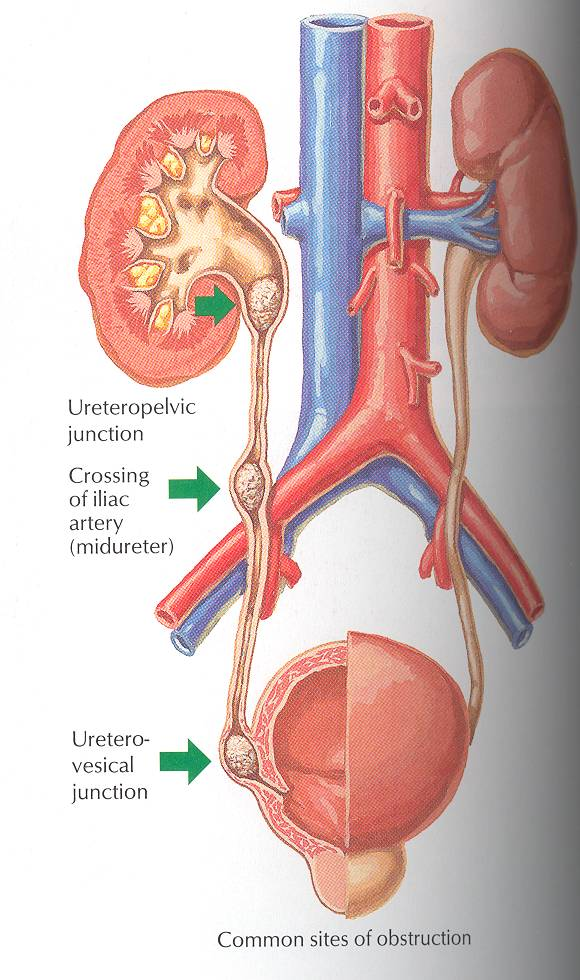 Ureteropelvic
junction
Crossing
of iliac
artery
(midureter)
Uretero-
vesical
junction
Common sites of obstruction